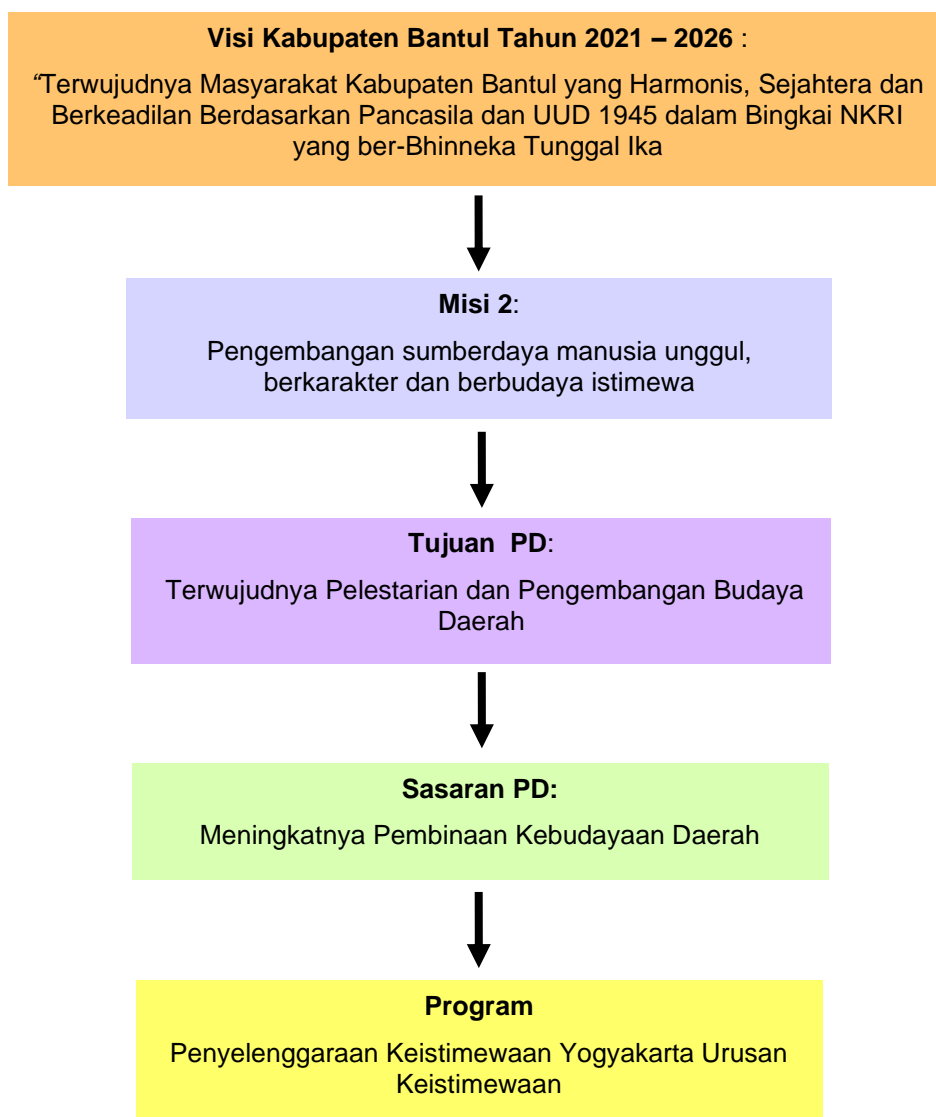 Visi Kabupaten Bantul Tahun 2021 – 2026 :
“Terwujudnya Masyarakat Kabupaten Bantul yang Harmonis, Sejahtera dan
Berkeadilan Berdasarkan Pancasila dan UUD 1945 dalam Bingkai NKRI
yang ber-Bhinneka Tunggal Ika
Misi 2:
Pengembangan sumberdaya manusia unggul,
berkarakter dan berbudaya istimewa
Tujuan PD:
Terwujudnya Pelestarian dan Pengembangan Budaya
Daerah
Sasaran PD:
Meningkatnya Pembinaan Kebudayaan Daerah
Program
Penyelenggaraan Keistimewaan Yogyakarta Urusan
Keistimewaan